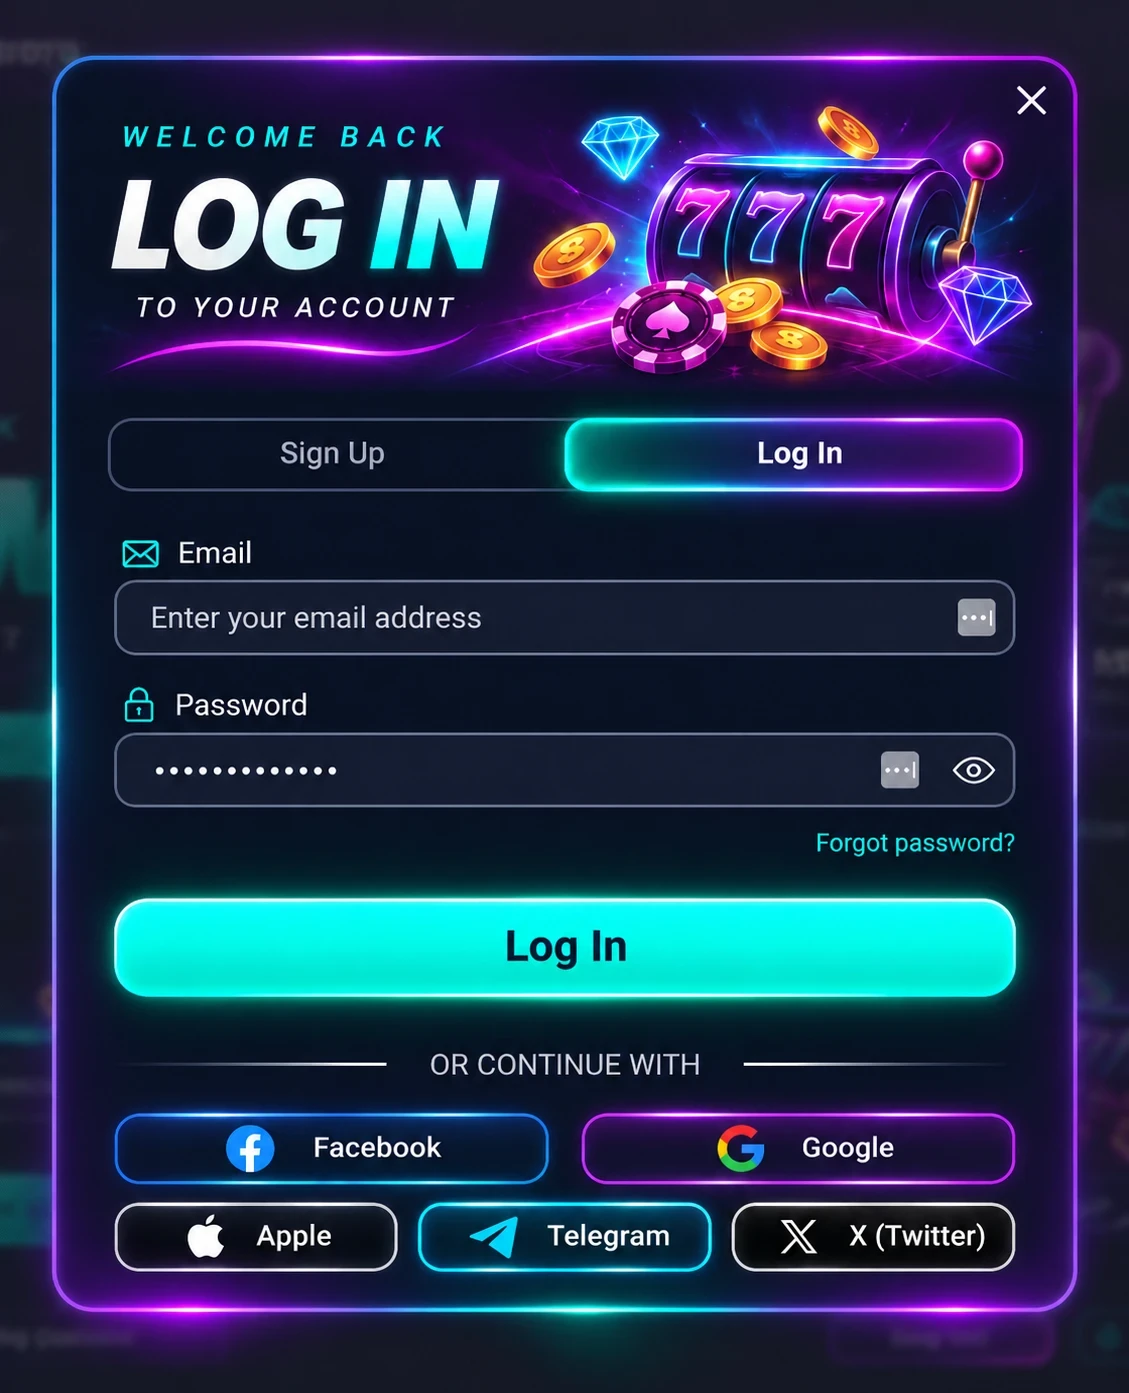 WELCOME BACK
LOG IN
TO YOUR ACCOUNT
777
Sign Up
Log In
Email
Enter your email address
Password
•••••••••••••
Forgot password?
Log In
OR CONTINUE WITH
Facebook
Google
Apple
Telegram
X (Twitter)